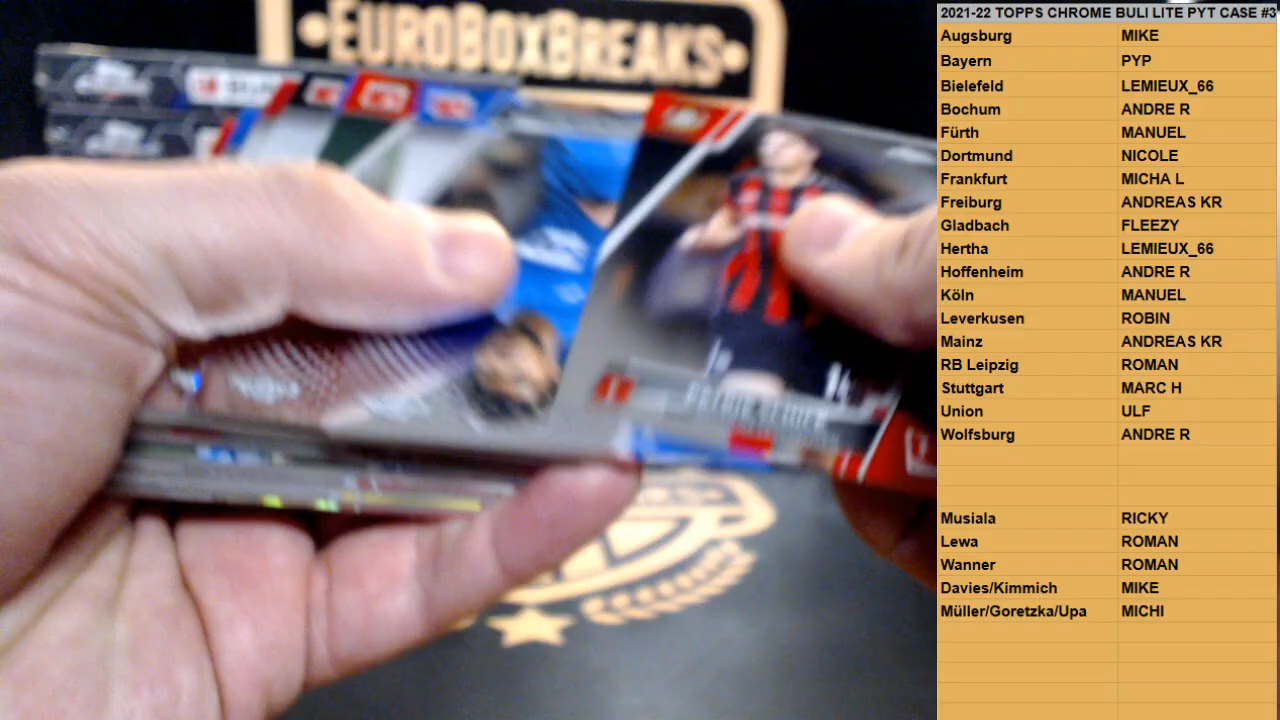 EUROBOXBREAKS
2021-22 TOPPS CHROME BULI LITE PYT CASE #3
Augsburg MIKE
Bayern PYP
Bielefeld LEMIEUX_66
Bochum ANDRE R
Fürth MANUEL
Dortmund NICOLE
Frankfurt MICHA L
Freiburg ANDREAS KR
Gladbach FLEEZY
Hertha LEMIEUX_66
Hoffenheim ANDRE R
Köln MANUEL
Leverkusen ROBIN
Mainz ANDREAS KR
RB Leipzig ROMAN
Stuttgart MARC H
Union ULF
Wolfsburg ANDRE R
Musiala RICKY
Lewa ROMAN
Wanner ROMAN
Davies/Kimmich MIKE
Müller/Goretzka/Upa MICHI